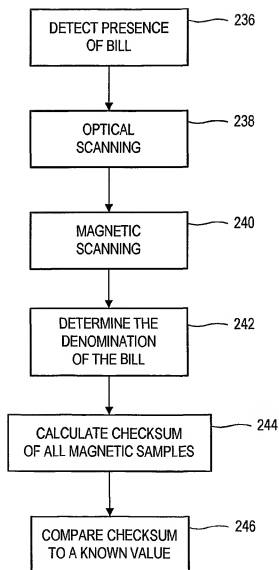 DETECT PRESENCE
OF BILL
236
OPTICAL
SCANNING
238
MAGNETIC
SCANNING
240
DETERMINE THE
DENOMINATION
OF THE BILL
242
CALCULATE CHECKSUM
OF ALL MAGNETIC SAMPLES
244
COMPARE CHECKSUM
TO A KNOWN VALUE
246